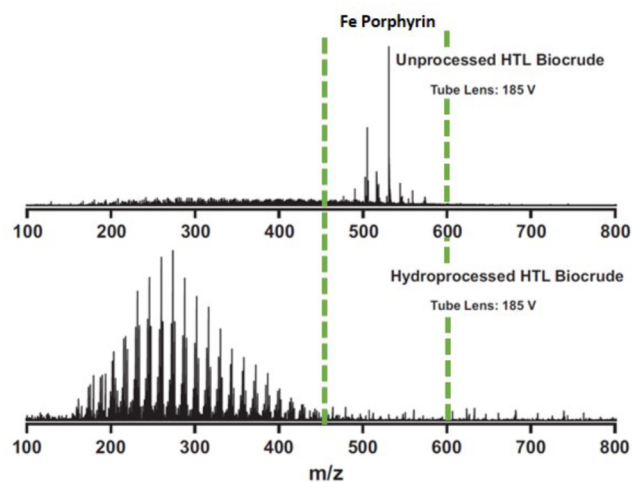 Fe Porphyrin
Unprocessed HTL Biocrude
Tube Lens: 185 V
100 200 300 400 500 600 700 800
Hydroprocessed HTL Biocrude
Tube Lens: 185 V
100 200 300 400 500 600 700 800
m/z